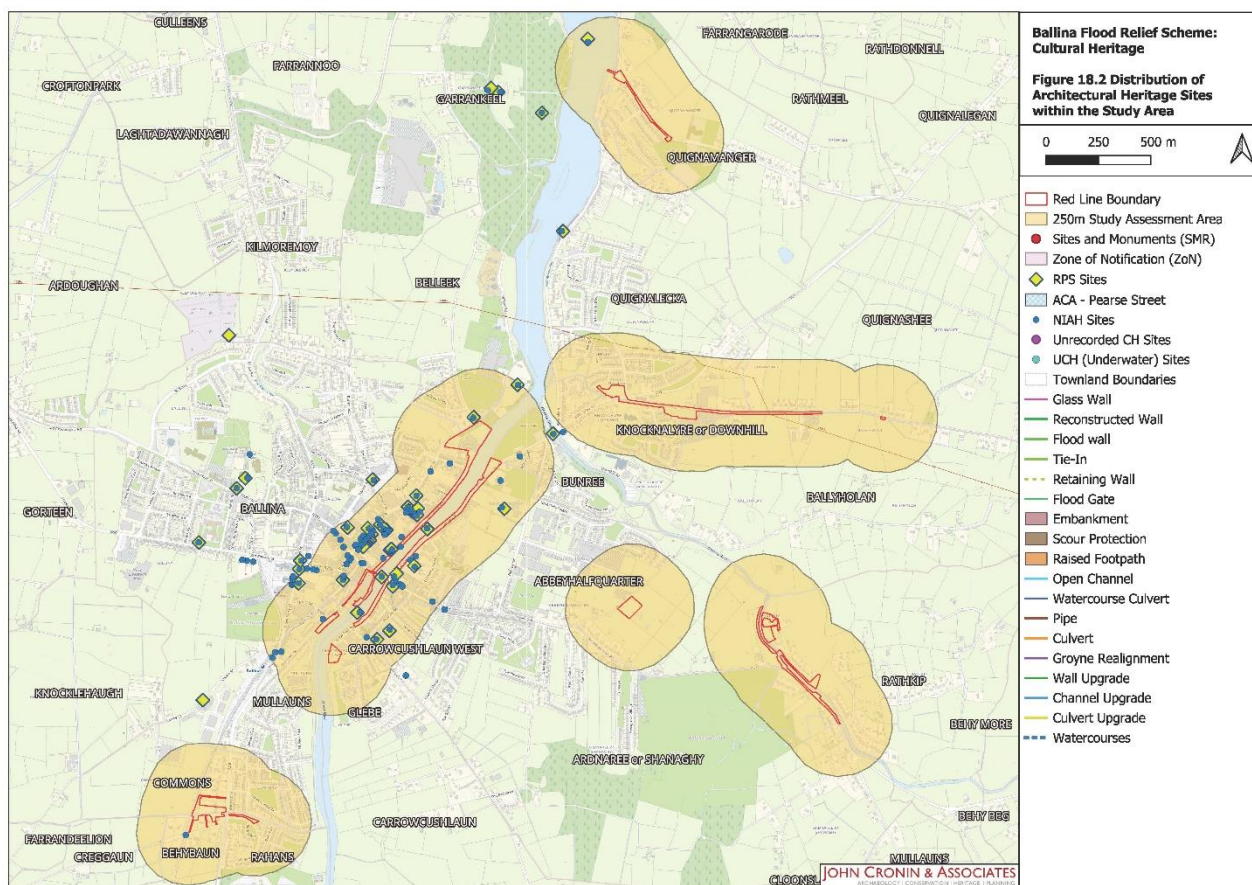 CULLEENS
FARRANGARODE
RATHDONNELL
FARRANNOO
CROFTONPARK
GARRANKEEL
RATHMEEL
QUIGNALEGAN
LAGHTADAWANNAGH
QUIGNAMANGER
KILMOREMOY
BELLEEK
ARDOUGHAN
QUIGNALECKA
QUIGNASHEE
KNOCKNALYRE or DOWNHILL
BUNREE
BALLYHOLAN
GORTEEN
BALLINA
ABBEYHALFQUARTER
CARROWCUSHLAUN WEST
RATHKIP
KNOCKLEHAUGH
MULLAUNS
GLEBE
BEHY MORE
ARDNAREE or SHANAGHY
COMMONS
CARROWCUSHLAUN
BEHY BEG
FARRANDEELION
CREGGAUN
BEHYBAUN
RAHANS
MULLAUNS
CLOONSL
JOHN CRONIN & ASSOCIATES
ARCHAEOLOGY | CONSERVATION | HERITAGE | PLANNING
Ballina Flood Relief Scheme:
Cultural Heritage
Figure 18.2 Distribution of
Architectural Heritage Sites
within the Study Area
0 250 500 m
Red Line Boundary
250m Study Assessment Area
Sites and Monuments (SMR)
Zone of Notification (ZoN)
RPS Sites
ACA - Pearse Street
NIAH Sites
Unrecorded CH Sites
UCH (Underwater) Sites
Townland Boundaries
Glass Wall
Reconstructed Wall
Flood wall
Tie-In
Retaining Wall
Flood Gate
Embankment
Scour Protection
Raised Footpath
Open Channel
Watercourse Culvert
Pipe
Culvert
Groyne Realignment
Wall Upgrade
Channel Upgrade
Culvert Upgrade
Watercourses